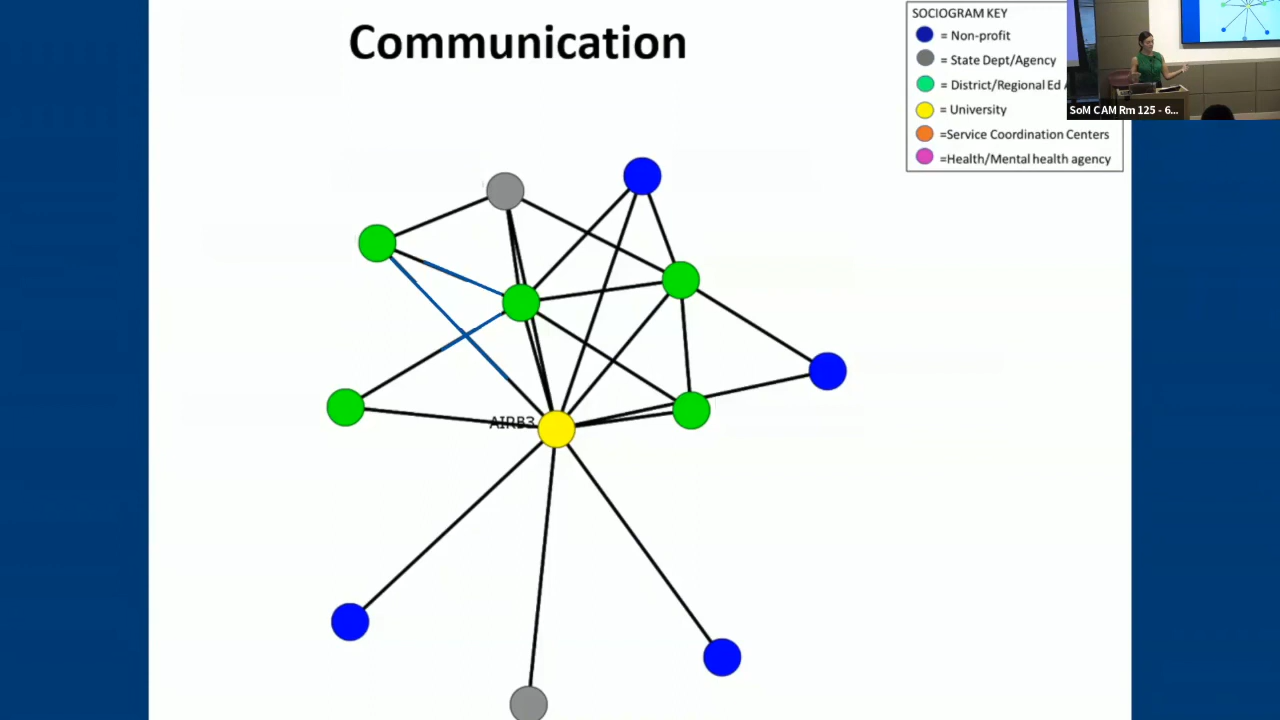 Communication
SOCIOGRAM KEY
= Non-profit
= State Dept/Agency
= District/Regional Ed
= University
=Service Coordination Centers
=Health/Mental health agency
SoM CAM Rm 125 - 6...
AIRB3